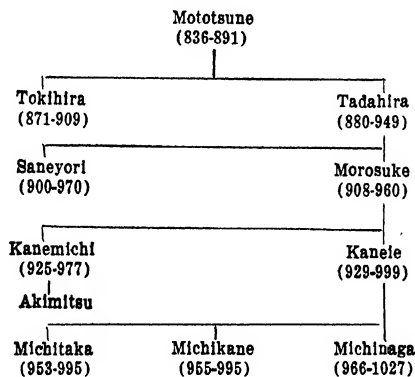 Mototsune
(836-891)
Tokihira Tadahira
(871-909) (880-949)
Saneyori Morosuke
(900-970) (908-960)
Kanemichi Kaneie
(925-977) (929-999)
Akimitsu
Michitaka Michikane Michinaga
(953-995) (955-995) (966-1027)